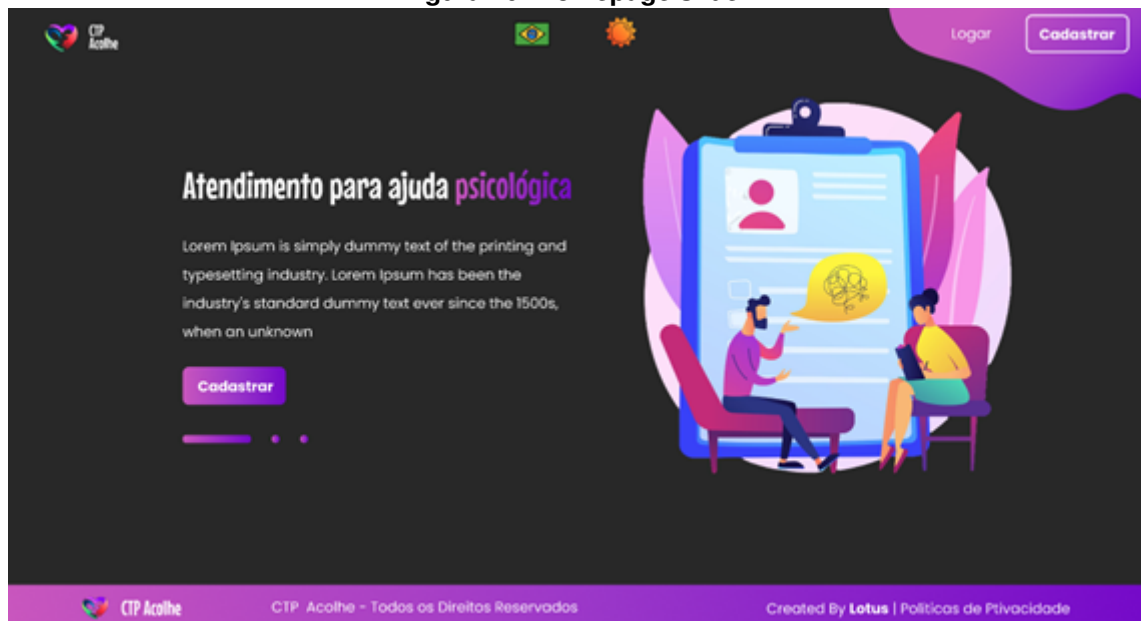 CTP
Acolhe
Logar
Cadastrar
Atendimento para ajuda psicológica
Lorem Ipsum is simply dummy text of the printing and
typesetting industry. Lorem Ipsum has been the
industry's standard dummy text ever since the 1500s,
when an unknown
Cadastrar
CTP Acolhe
CTP Acolhe - Todos os Direitos Reservados
Created By Lotus | Politicas de Ptivacidade